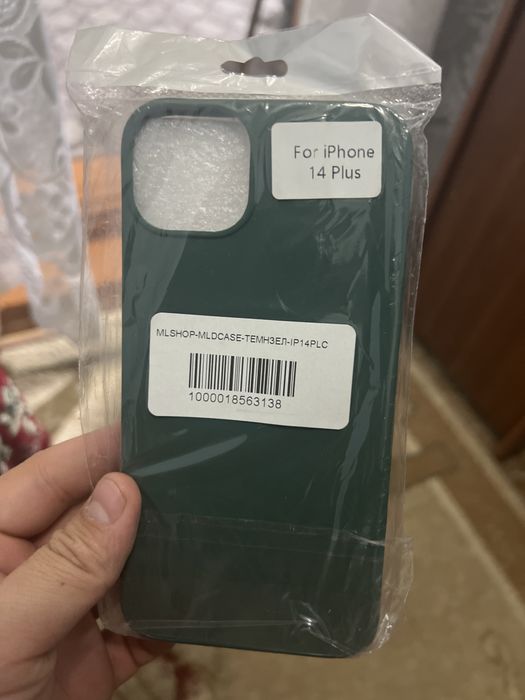 For iPhone
14 Plus
MLSHOP-MLDCASE-ТЕМНЗЕЛ-IP14PLC
1000018563138